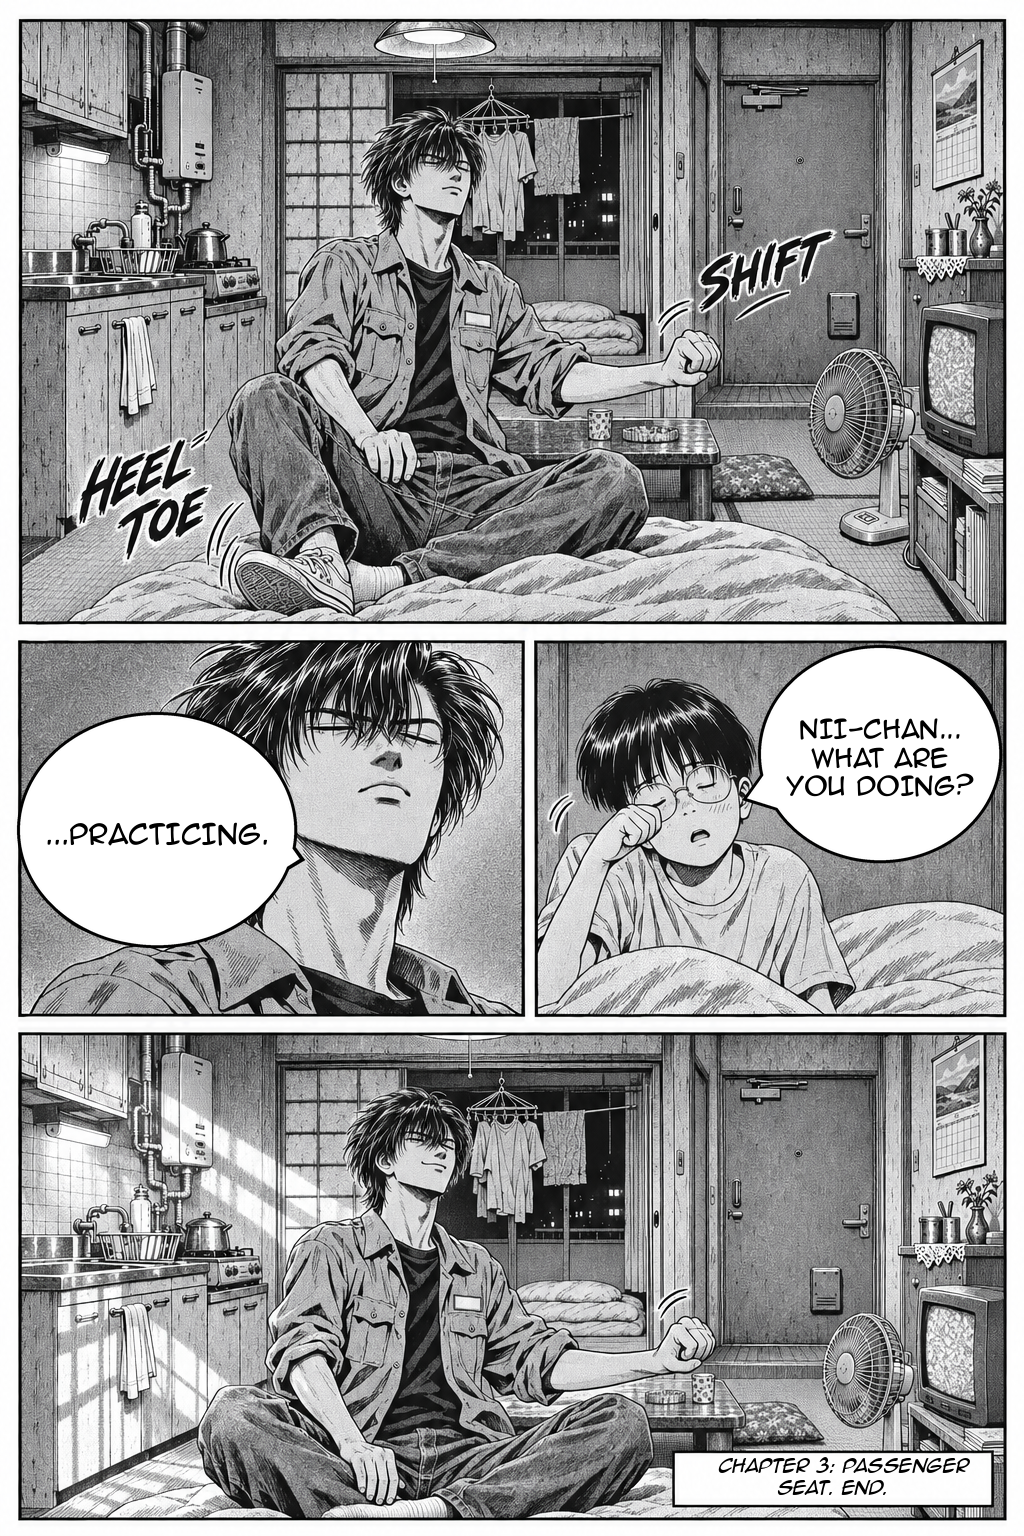 SHIFT
HEEL
TOE
...PRACTICING.
NII-CHAN...
WHAT ARE
YOU DOING?
CHAPTER 3: PASSENGER
SEAT. END.